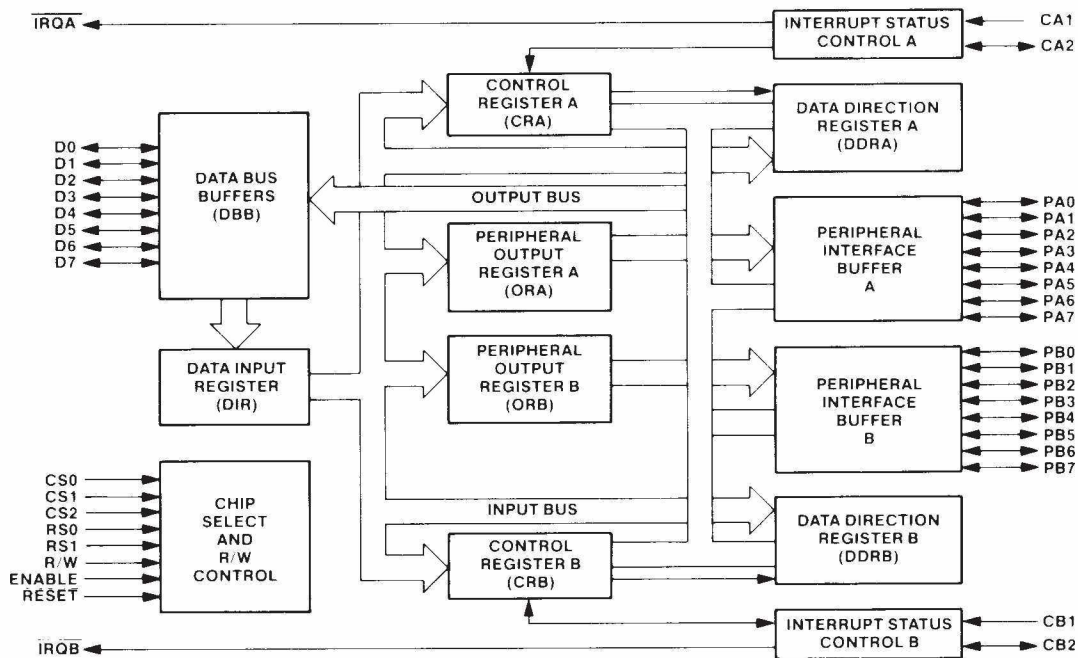 IRQA
INTERRUPT STATUS
CONTROL A
CA1
CA2
CONTROL
REGISTER A
(CRA)
DATA DIRECTION
REGISTER A
(DDRA)
D0
D1
D2
D3
D4
D5
D6
D7
DATA BUS
BUFFERS
(DBB)
OUTPUT BUS
PERIPHERAL
OUTPUT
REGISTER A
(ORA)
PERIPHERAL
INTERFACE
BUFFER
A
PA0
PA1
PA2
PA3
PA4
PA5
PA6
PA7
DATA INPUT
REGISTER
(DIR)
PERIPHERAL
OUTPUT
REGISTER B
(ORB)
PERIPHERAL
INTERFACE
BUFFER
B
PB0
PB1
PB2
PB3
PB4
PB5
PB6
PB7
CS0
CS1
CS2
RS0
RS1
R/W
ENABLE
RESET
CHIP
SELECT
AND
R/W
CONTROL
INPUT BUS
CONTROL
REGISTER B
(CRB)
DATA DIRECTION
REGISTER B
(DDRB)
IRQB
INTERRUPT STATUS
CONTROL B
CB1
CB2